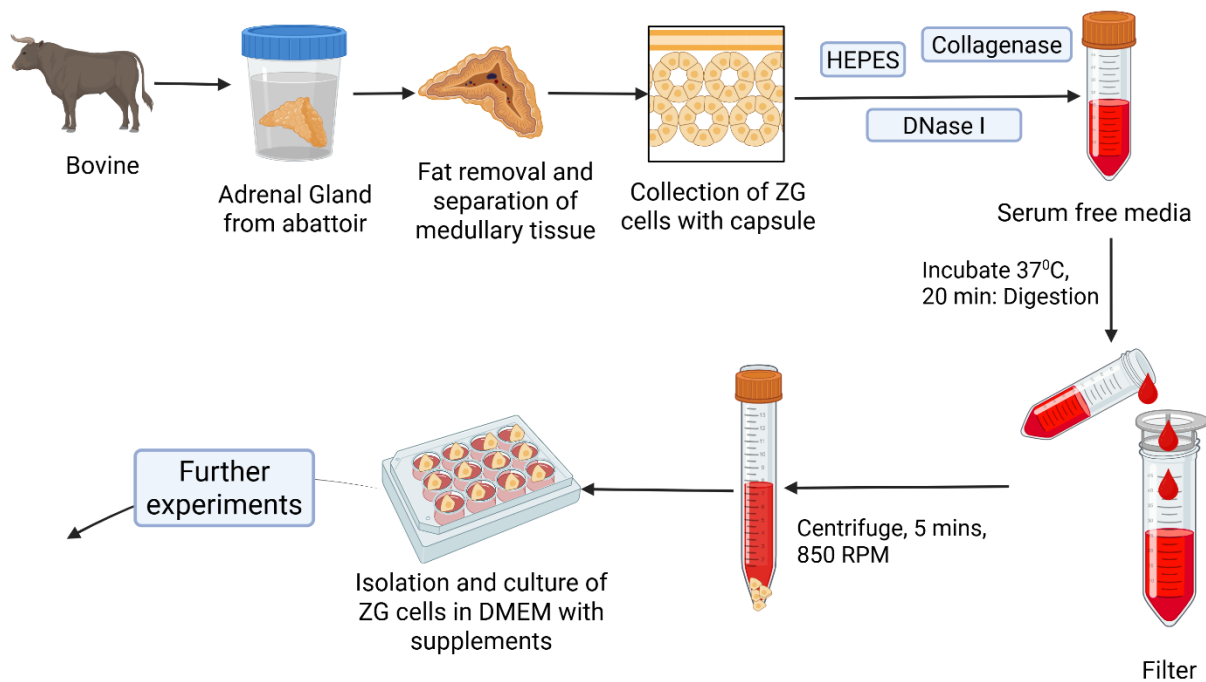 Bovine
Adrenal Gland
from abattoir
Fat removal and
separation of
medullary tissue
Collection of ZG
cells with capsule
HEPES
Collagenase
DNase I
Serum free media
Incubate 37⁰C,
20 min: Digestion
Filter
Centrifuge, 5 mins,
850 RPM
Isolation and culture of
ZG cells in DMEM with
supplements
Further
experiments